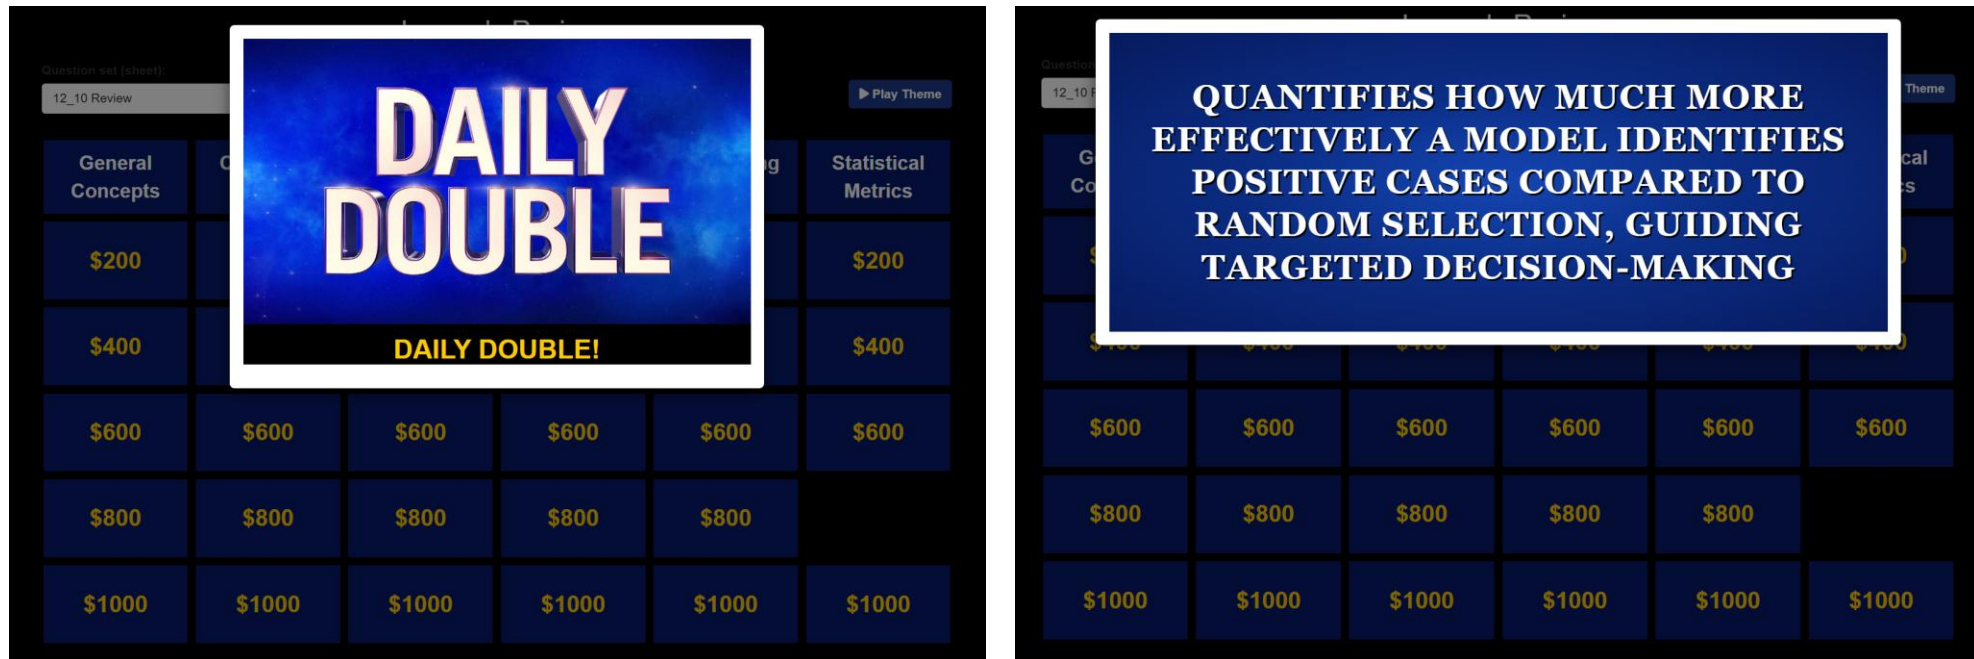 Question set (sheet):
12_10 Review
Play Theme
DAILY
DOUBLE
DAILY DOUBLE!
General
Concepts
Statistical
Metrics
$200
$200
$400
$400
$600 $600 $600 $600 $600 $600
$800 $800 $800 $800 $800
$1000 $1000 $1000 $1000 $1000 $1000
Question
12_10
Theme
QUANTIFIES HOW MUCH MORE
EFFECTIVELY A MODEL IDENTIFIES
POSITIVE CASES COMPARED TO
RANDOM SELECTION, GUIDING
TARGETED DECISION-MAKING
$600 $600 $600 $600 $600 $600
$800 $800 $800 $800 $800
$1000 $1000 $1000 $1000 $1000 $1000